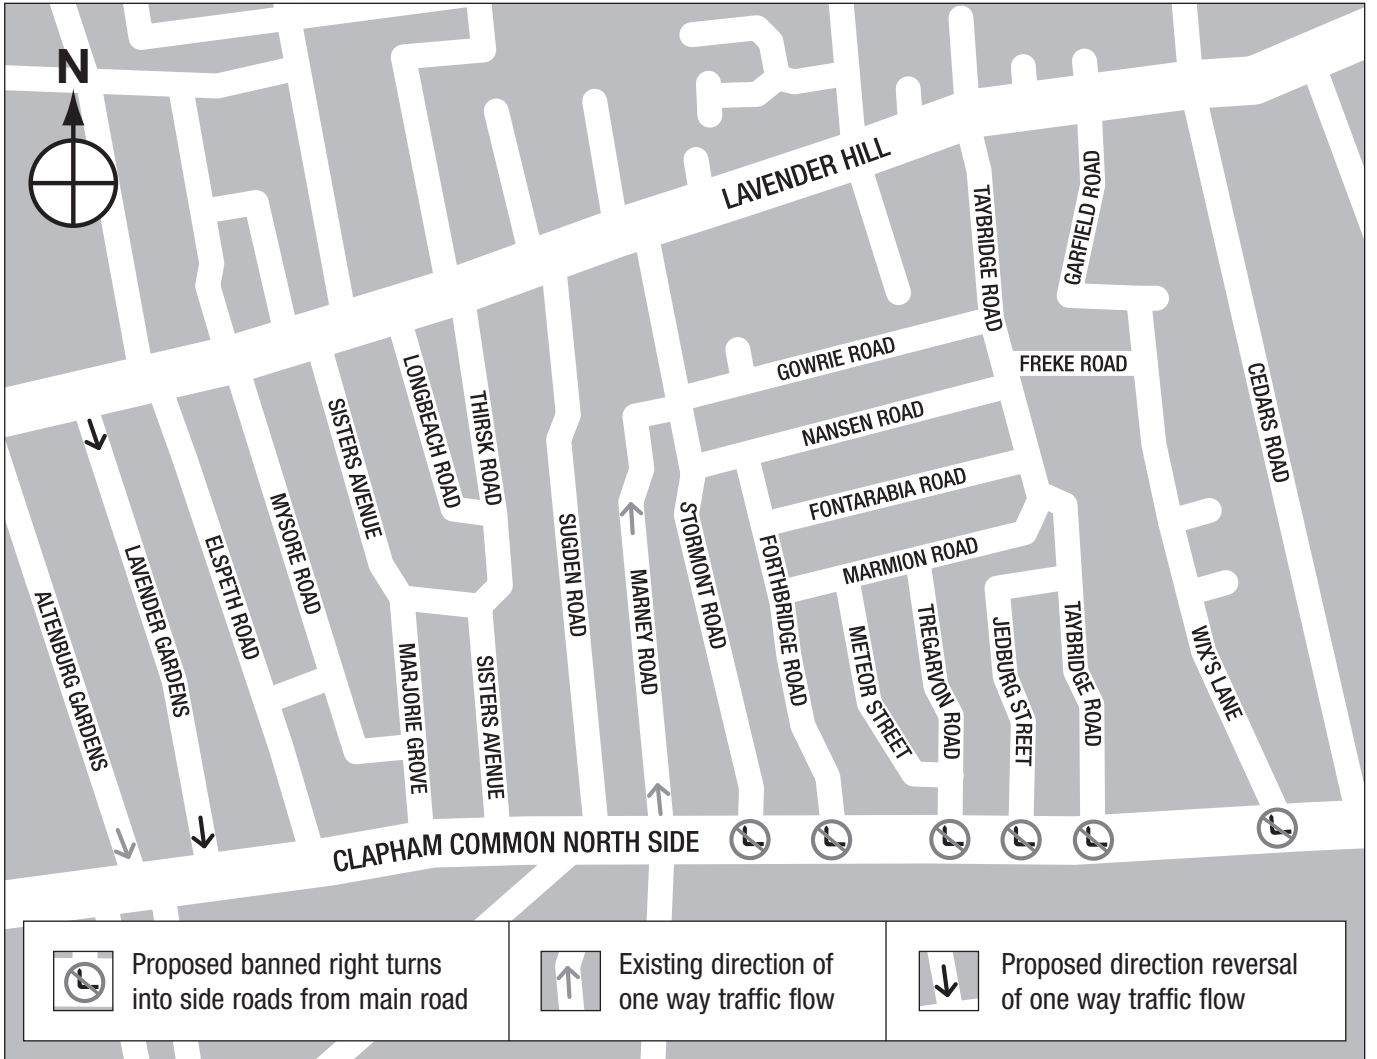 N
LAVENDER HILL
TAYBRIDGE ROAD
GARFIELD ROAD
GOWRIE ROAD
FREKE ROAD
CEDARS ROAD
NANSEN ROAD
FONTARABIA ROAD
MARMION ROAD
LONGBEACH ROAD
THIRSK ROAD
SISTERS AVENUE
MYSORE ROAD
ELSPETH ROAD
LAVENDER GARDENS
ALTENBURG GARDENS
SUGDEN ROAD
MARNEY ROAD
STORMONT ROAD
FORTHBRIDGE ROAD
METEOR STREET
TREGARVON ROAD
JEDBURG STREET
TAYBRIDGE ROAD
WIX'S LANE
MARJORIE GROVE
SISTERS AVENUE
CLAPHAM COMMON NORTH SIDE
Proposed banned right turns
into side roads from main road
Existing direction of
one way traffic flow
Proposed direction reversal
of one way traffic flow